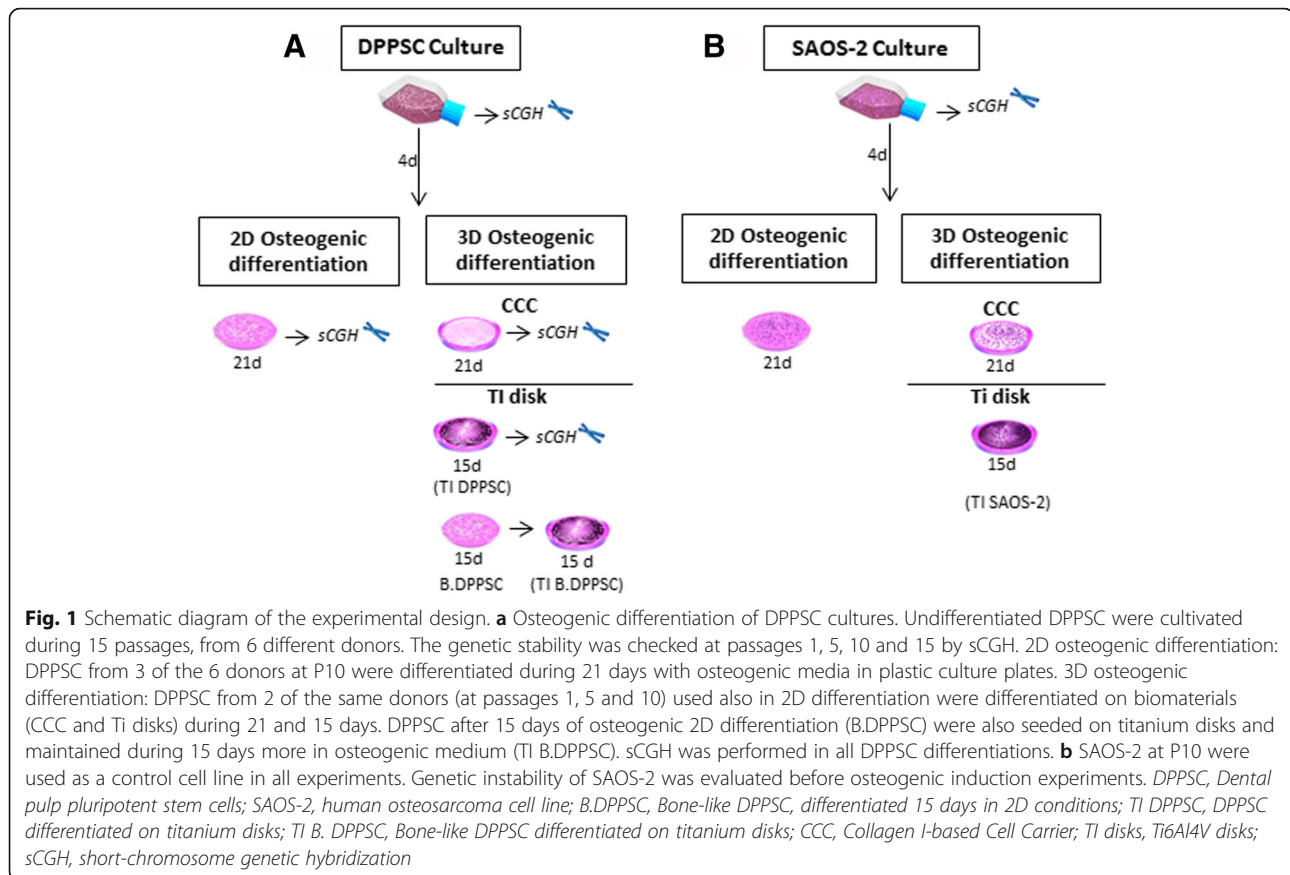 A
DPPSC Culture
→ sCGH
4d
2D Osteogenic
differentiation
→ sCGH
21d
3D Osteogenic
differentiation
CCC
→ sCGH
21d
TI disk
→ sCGH
15d
(TI DPPSC)
15d
B.DPPSC
→
15 d
(TI B.DPPSC)
B
SAOS-2 Culture
→ sCGH
4d
2D Osteogenic
differentiation
21d
3D Osteogenic
differentiation
CCC
21d
Ti disk
15d
(TI SAOS-2)
Fig. 1 Schematic diagram of the experimental design. a Osteogenic differentiation of DPPSC cultures. Undifferentiated DPPSC were cultivated
during 15 passages, from 6 different donors. The genetic stability was checked at passages 1, 5, 10 and 15 by sCGH. 2D osteogenic differentiation:
DPPSC from 3 of the 6 donors at P10 were differentiated during 21 days with osteogenic media in plastic culture plates. 3D osteogenic
differentiation: DPPSC from 2 of the same donors (at passages 1, 5 and 10) used also in 2D differentiation were differentiated on biomaterials
(CCC and Ti disks) during 21 and 15 days. DPPSC after 15 days of osteogenic 2D differentiation (B.DPPSC) were also seeded on titanium disks and
maintained during 15 days more in osteogenic medium (TI B.DPPSC). sCGH was performed in all DPPSC differentiations. b SAOS-2 at P10 were
used as a control cell line in all experiments. Genetic instability of SAOS-2 was evaluated before osteogenic induction experiments. DPPSC, Dental
pulp pluripotent stem cells; SAOS-2, human osteosarcoma cell line; B.DPPSC, Bone-like DPPSC, differentiated 15 days in 2D conditions; TI DPPSC, DPPSC
differentiated on titanium disks; TI B. DPPSC, Bone-like DPPSC differentiated on titanium disks; CCC, Collagen I-based Cell Carrier; TI disks, Ti6Al4V disks;
sCGH, short-chromosome genetic hybridization